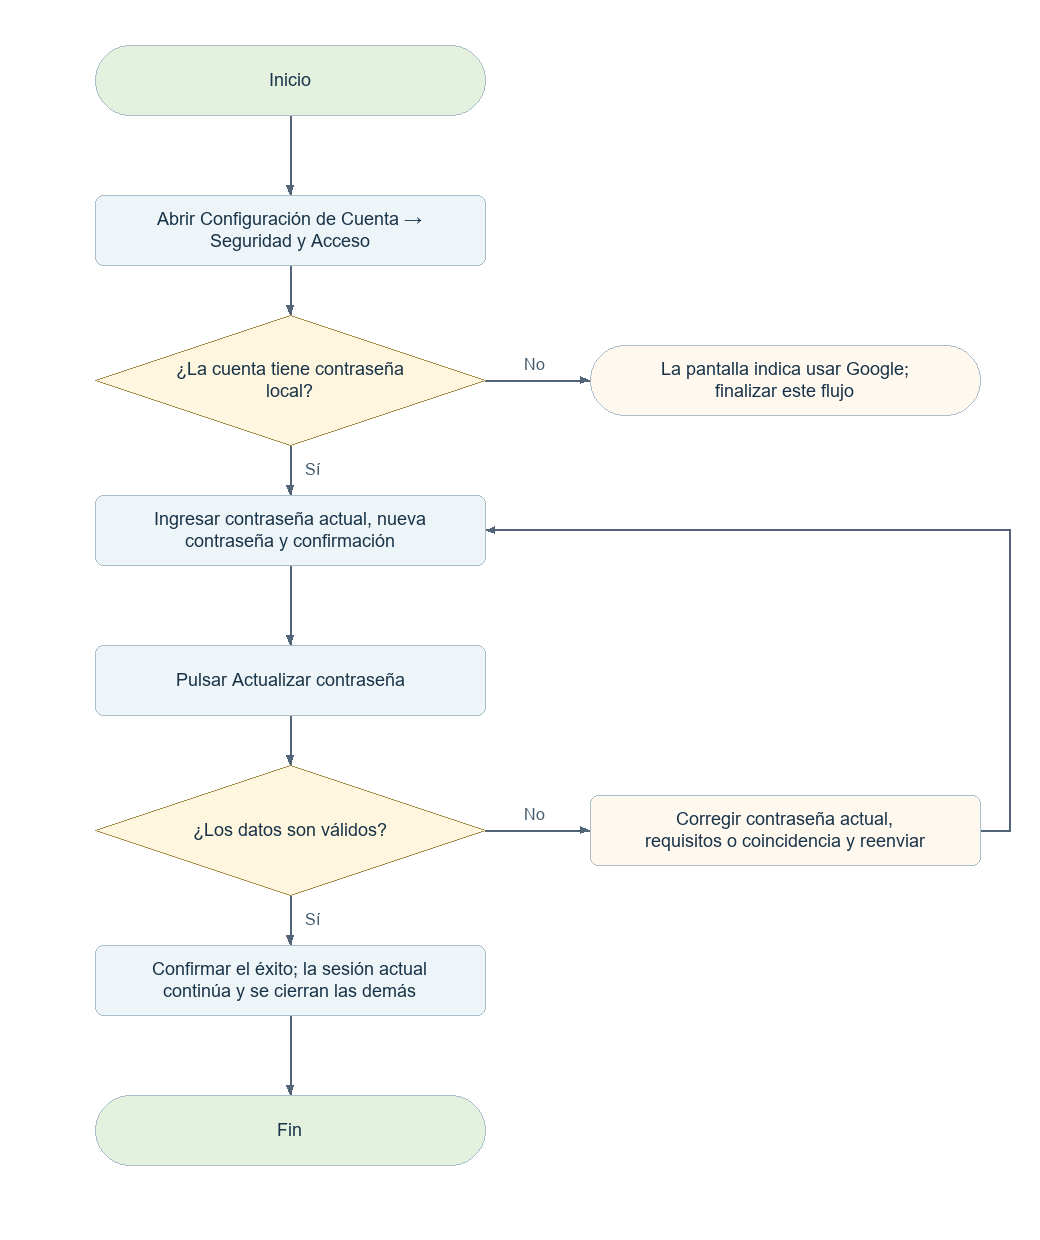 Inicio
Abrir Configuración de Cuenta →
Seguridad y Acceso
¿La cuenta tiene contraseña
local?
No
La pantalla indica usar Google;
finalizar este flujo
Sí
Ingresar contraseña actual, nueva
contraseña y confirmación
Pulsar Actualizar contraseña
¿Los datos son válidos?
No
Corregir contraseña actual,
requisitos o coincidencia y reenviar
Sí
Confirmar el éxito; la sesión actual
continúa y se cierran las demás
Fin